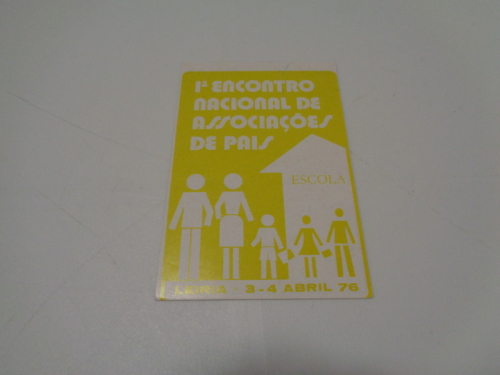 1º ENCONTRO
NACIONAL DE
ASSOCIAÇÕES
DE PAIS
ESCOLA
LEIRIA - 3-4 ABRIL 76